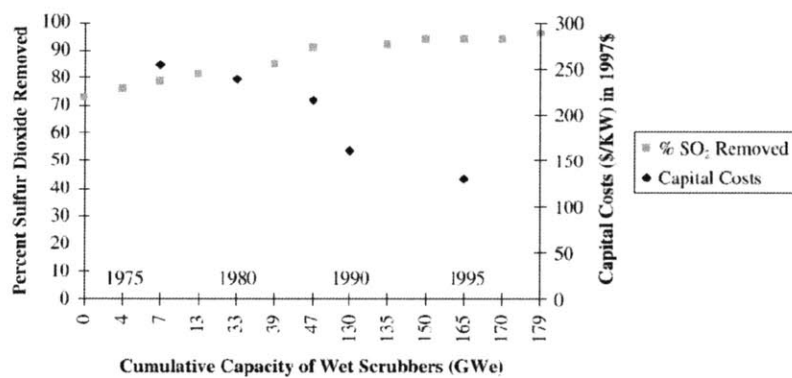 100
90
80
70
60
50
40
30
20
10
0
Percent Sulfur Dioxide Removed
300
250
200
150
100
50
0
Capital Costs ($/KW) in 1997$
% SO₂ Removed
Capital Costs
1975 1980 1990 1995
0 4 7 13 33 39 47 130 135 150 165 170 179
Cumulative Capacity of Wet Scrubbers (GWe)